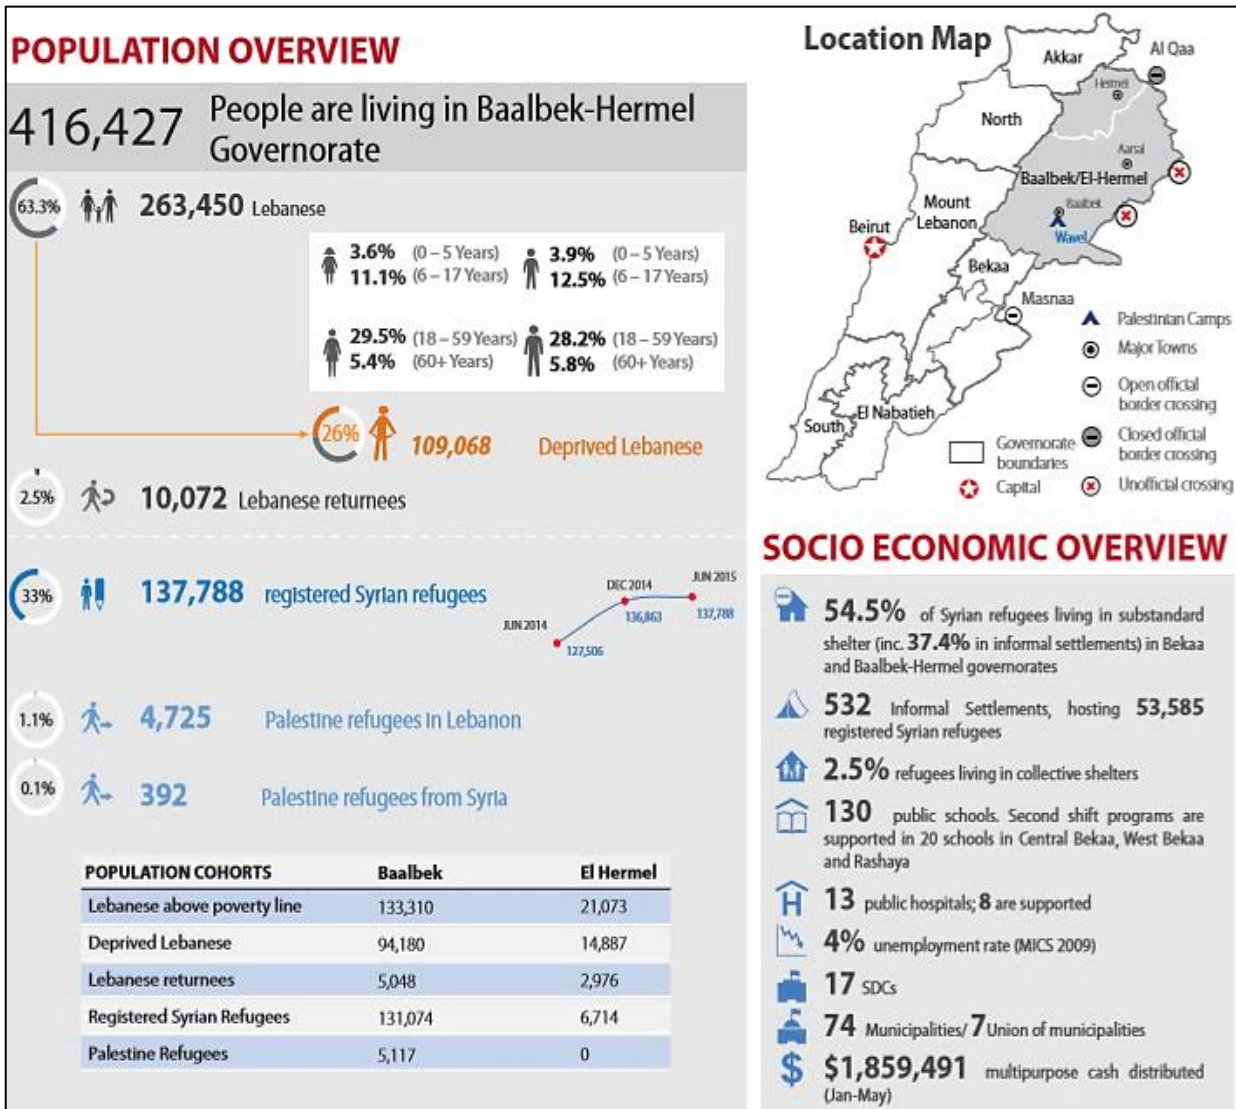 POPULATION OVERVIEW
416,427 People are living in Baalbek-Hermel
Governorate
63.3% 263,450 Lebanese
3.6% (0 – 5 Years)
11.1% (6 – 17 Years)
3.9% (0 – 5 Years)
12.5% (6 – 17 Years)
29.5% (18 – 59 Years)
5.4% (60+ Years)
28.2% (18 – 59 Years)
5.8% (60+ Years)
26% 109,068 Deprived Lebanese
2.5% 10,072 Lebanese returnees
33% 137,788 registered Syrian refugees
JUN 2014
127,506
DEC 2014
136,863
JUN 2015
137,788
1.1% 4,725 Palestine refugees in Lebanon
0.1% 392 Palestine refugees from Syria
POPULATION COHORTS Baalbek El Hermel
Lebanese above poverty line 133,310 21,073
Deprived Lebanese 94,180 14,887
Lebanese returnees 5,048 2,976
Registered Syrian Refugees 131,074 6,714
Palestine Refugees 5,117 0
Location Map
Akkar
Al Qaa
Hermel
North
Aarsal
Baalbek/El-Hermel
Mount
Lebanon
Baalbek
Wavel
Beirut
Bekaa
Masnaa
El Nabatieh
South
Palestinian Camps
Major Towns
Open official
border crossing
Closed official
border crossing
Unofficial crossing
Governorate
boundaries
Capital
SOCIO ECONOMIC OVERVIEW
54.5% of Syrian refugees living in substandard
shelter (inc. 37.4% in informal settlements) in Bekaa
and Baalbek-Hermel governorates
532 Informal Settlements, hosting 53,585
registered Syrian refugees
2.5% refugees living in collective shelters
130 public schools. Second shift programs are
supported in 20 schools in Central Bekaa, West Bekaa
and Rashaya
H 13 public hospitals; 8 are supported
4% unemployment rate (MICS 2009)
17 SDCs
74 Municipalities/ 7 Union of municipalities
$ $1,859,491 multipurpose cash distributed
(Jan-May)